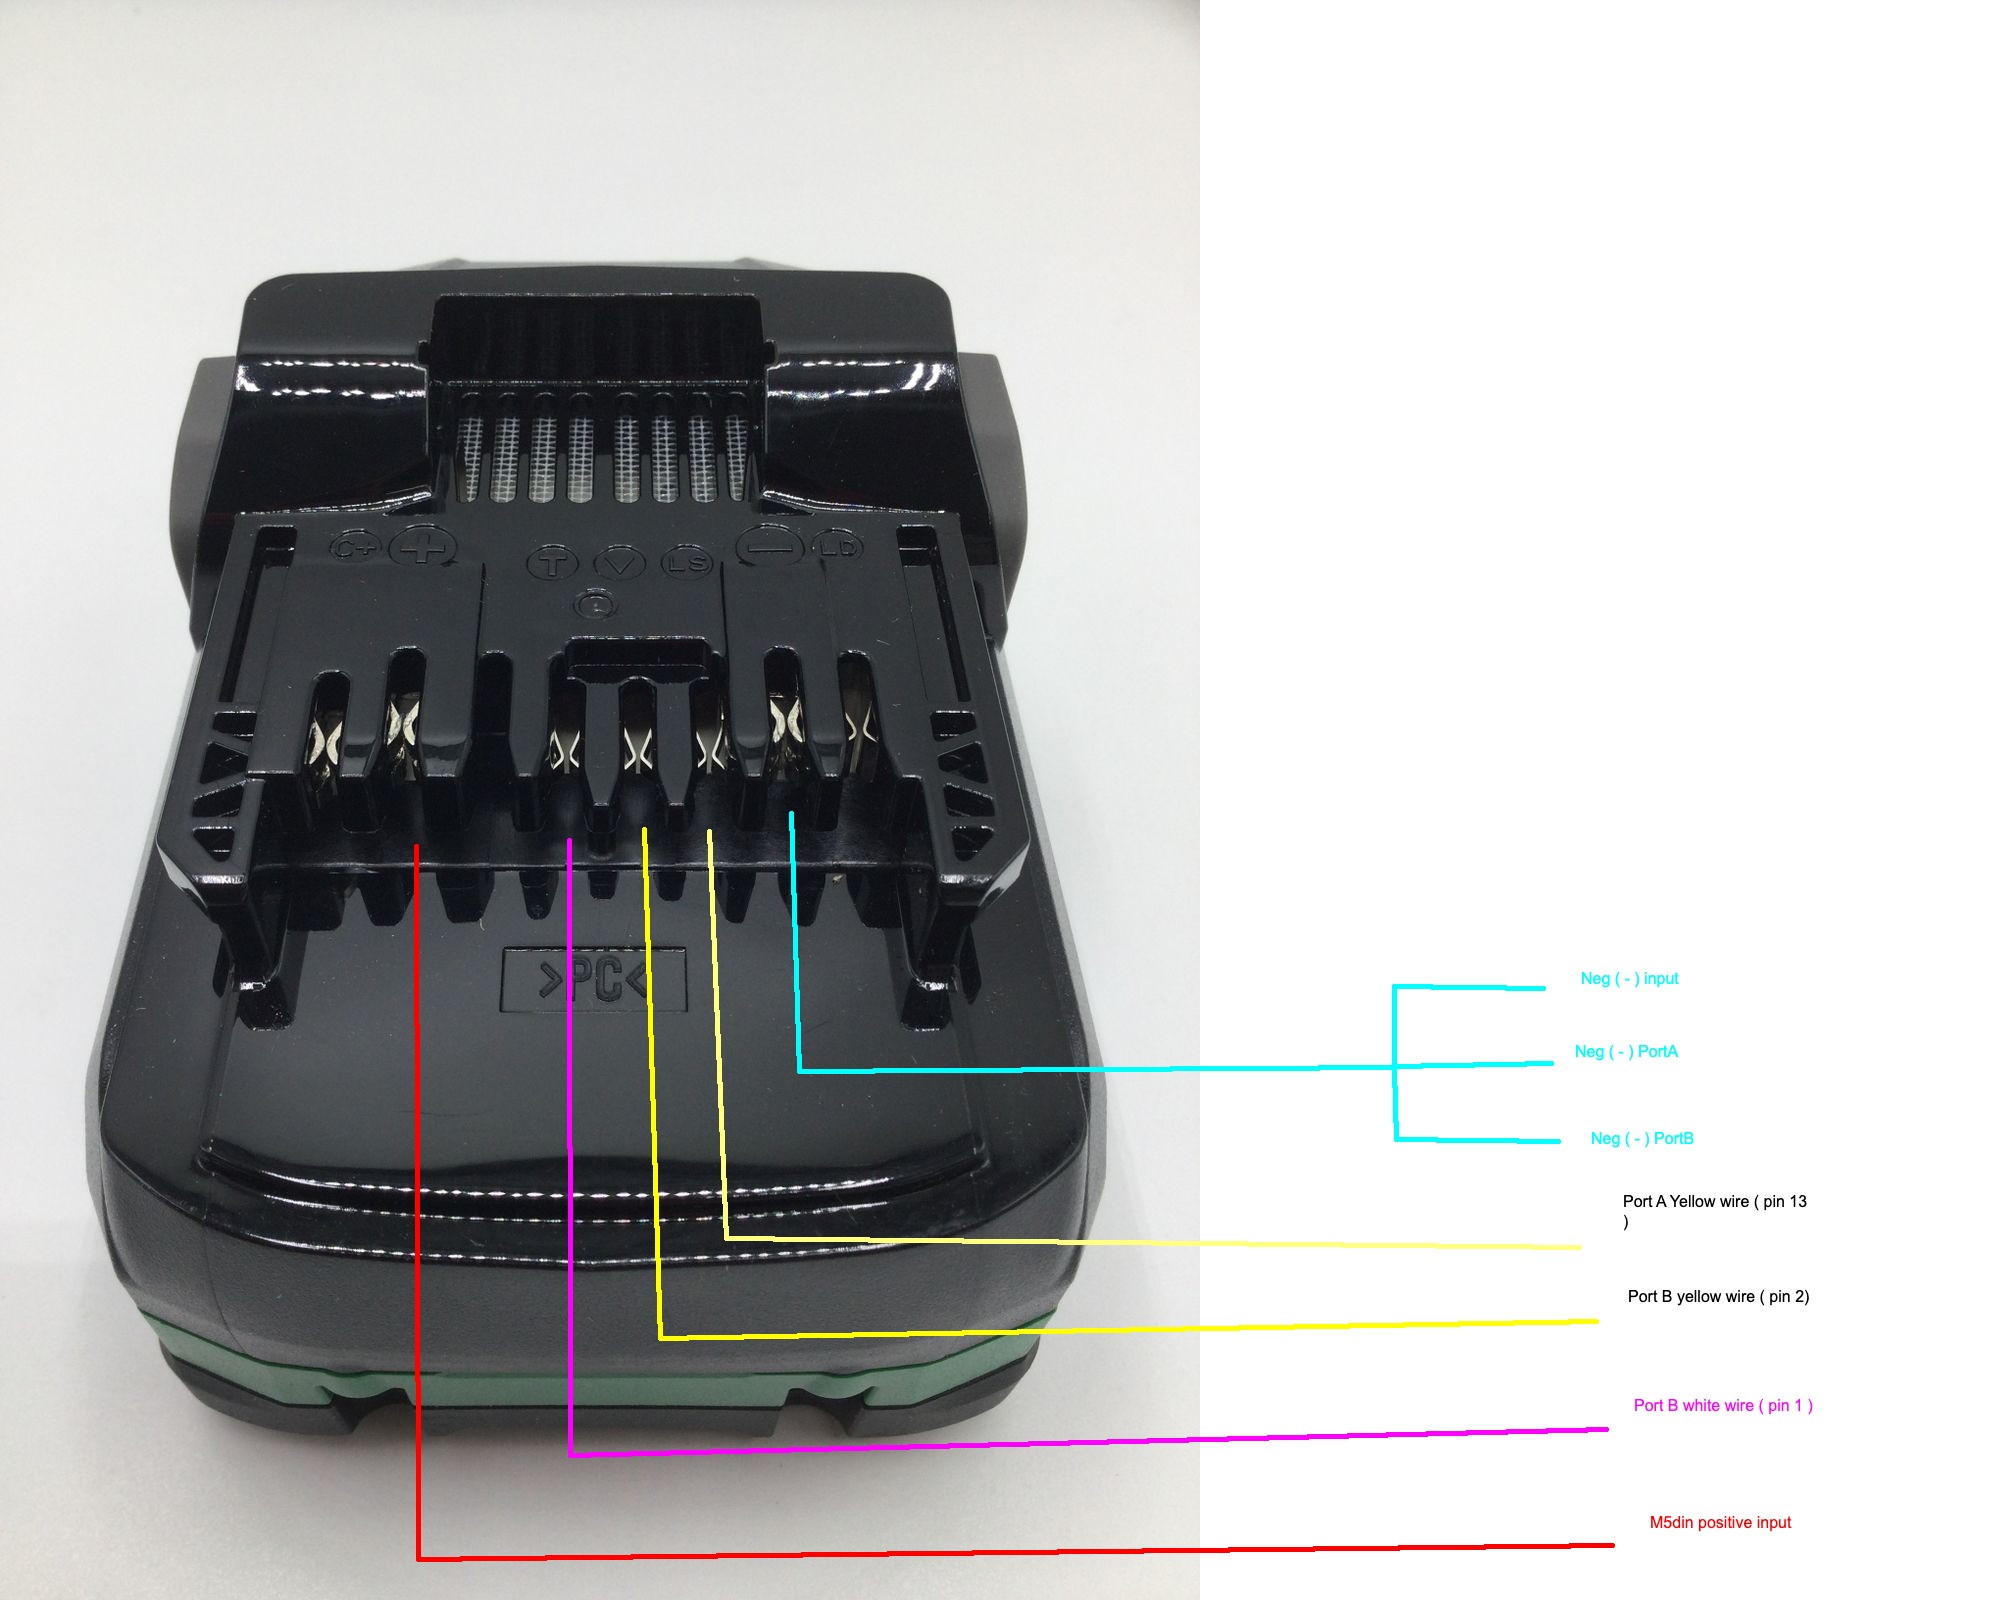 C+ + T V LS − LD
>PC<
Neg ( - ) input
Neg ( - ) PortA
Neg ( - ) PortB
Port A Yellow wire ( pin 13
)
Port B yellow wire ( pin 2)
Port B white wire ( pin 1 )
M5din positive input